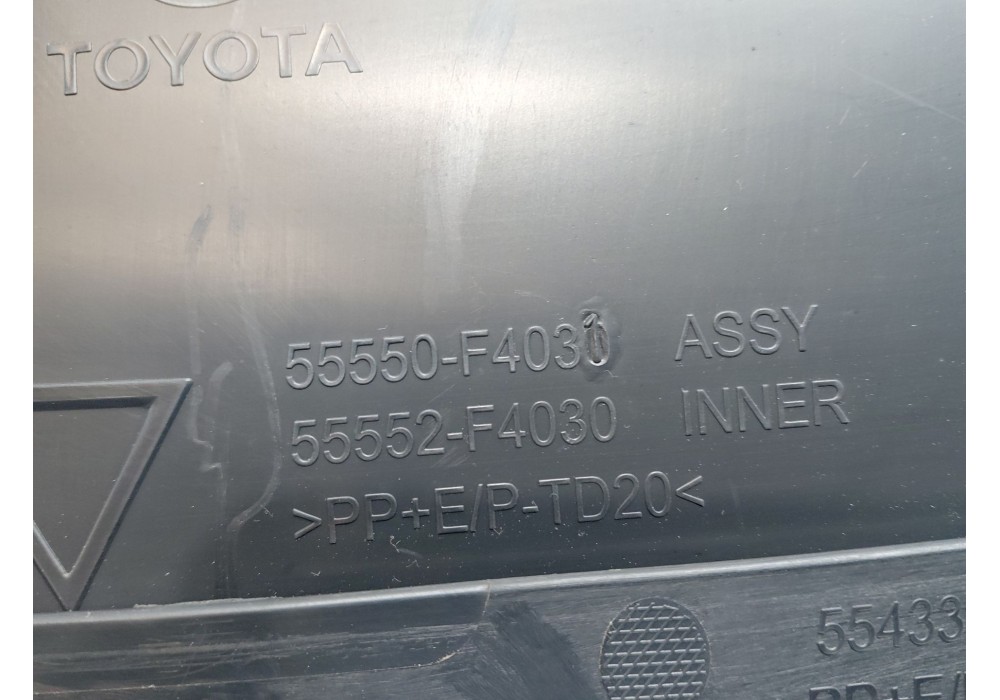 TOYOTA
55550-F4030 ASSY
55552-F4030 INNER
>PP+E/P-TD20<
55433